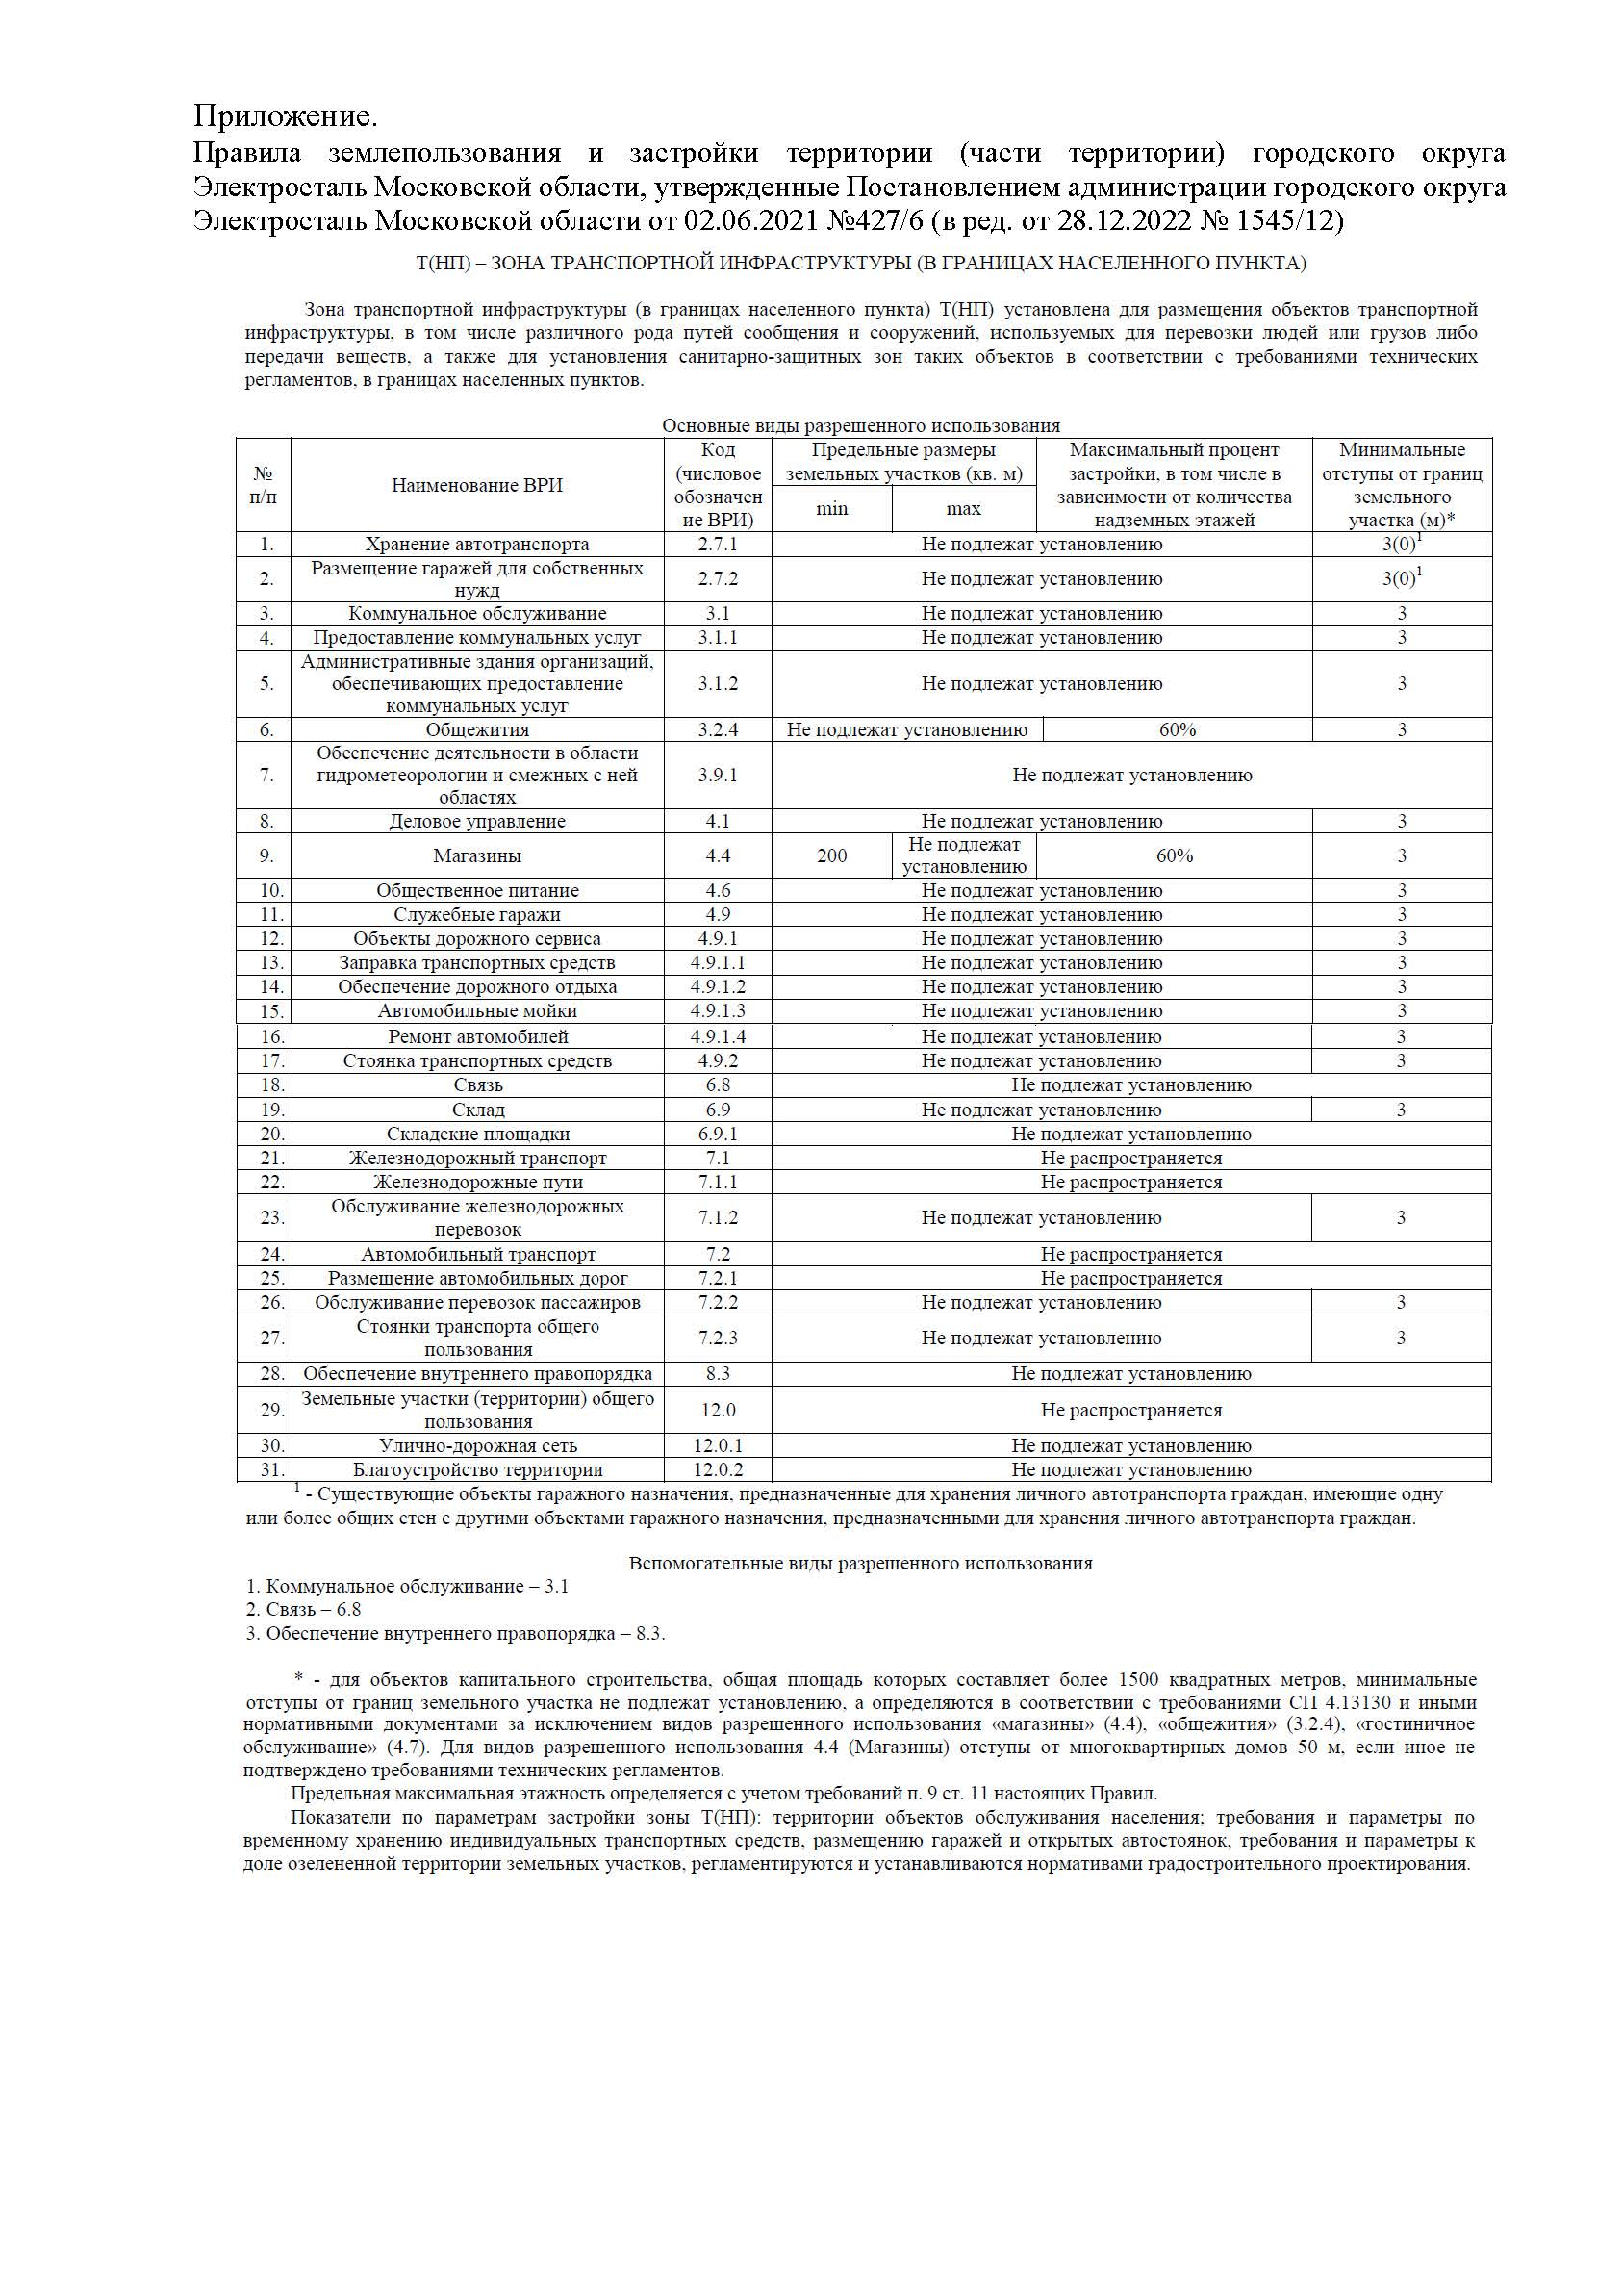 Приложение.
Правила землепользования и застройки территории (части территории) городского округа
Электросталь Московской области, утвержденные Постановлением администрации городского округа
Электросталь Московской области от 02.06.2021 №427/6 (в ред. от 28.12.2022 № 1545/12)
Т(НП) – ЗОНА ТРАНСПОРТНОЙ ИНФРАСТРУКТУРЫ (В ГРАНИЦАХ НАСЕЛЕННОГО ПУНКТА)
Зона транспортной инфраструктуры (в границах населенного пункта) Т(НП) установлена для размещения объектов транспортной
инфраструктуры, в том числе различного рода путей сообщения и сооружений, используемых для перевозки людей или грузов либо
передачи веществ, а также для установления санитарно-защитных зон таких объектов в соответствии с требованиями технических
регламентов, в границах населенных пунктов.
Основные виды разрешенного использования
№ п/п Наименование ВРИ Код (числовое обозначен ие ВРИ) Предельные размеры земельных участков (кв. м) min max Максимальный процент застройки, в том числе в зависимости от количества надземных этажей Минимальные отступы от границ земельного участка (м)*
1. Хранение автотранспорта 2.7.1 Не подлежат установлению 3(0)1
2. Размещение гаражей для собственных нужд 2.7.2 Не подлежат установлению 3(0)1
3. Коммунальное обслуживание 3.1 Не подлежат установлению 3
4. Предоставление коммунальных услуг 3.1.1 Не подлежат установлению 3
5. Административные здания организаций, обеспечивающих предоставление коммунальных услуг 3.1.2 Не подлежат установлению 3
6. Общежития 3.2.4 Не подлежат установлению 60% 3
7. Обеспечение деятельности в области гидрометеорологии и смежных с ней областях 3.9.1 Не подлежат установлению
8. Деловое управление 4.1 Не подлежат установлению 3
9. Магазины 4.4 200 Не подлежат установлению 60% 3
10. Общественное питание 4.6 Не подлежат установлению 3
11. Служебные гаражи 4.9 Не подлежат установлению 3
12. Объекты дорожного сервиса 4.9.1 Не подлежат установлению 3
13. Заправка транспортных средств 4.9.1.1 Не подлежат установлению 3
14. Обеспечение дорожного отдыха 4.9.1.2 Не подлежат установлению 3
15. Автомобильные мойки 4.9.1.3 Не подлежат установлению 3
16. Ремонт автомобилей 4.9.1.4 Не подлежат установлению 3
17. Стоянка транспортных средств 4.9.2 Не подлежат установлению 3
18. Связь 6.8 Не подлежат установлению
19. Склад 6.9 Не подлежат установлению 3
20. Складские площадки 6.9.1 Не подлежат установлению
21. Железнодорожный транспорт 7.1 Не распространяется
22. Железнодорожные пути 7.1.1 Не распространяется
23. Обслуживание железнодорожных перевозок 7.1.2 Не подлежат установлению 3
24. Автомобильный транспорт 7.2 Не распространяется
25. Размещение автомобильных дорог 7.2.1 Не распространяется
26. Обслуживание перевозок пассажиров 7.2.2 Не подлежат установлению 3
27. Стоянки транспорта общего пользования 7.2.3 Не подлежат установлению 3
28. Обеспечение внутреннего правопорядка 8.3 Не подлежат установлению
29. Земельные участки (территории) общего пользования 12.0 Не распространяется
30. Улично-дорожная сеть 12.0.1 Не подлежат установлению
31. Благоустройство территории 12.0.2 Не подлежат установлению
1 - Существующие объекты гаражного назначения, предназначенные для хранения личного автотранспорта граждан, имеющие одну
или более общих стен с другими объектами гаражного назначения, предназначенными для хранения личного автотранспорта граждан.
Вспомогательные виды разрешенного использования
1. Коммунальное обслуживание – 3.1
2. Связь – 6.8
3. Обеспечение внутреннего правопорядка – 8.3.
* - для объектов капитального строительства, общая площадь которых составляет более 1500 квадратных метров, минимальные
отступы от границ земельного участка не подлежат установлению, а определяются в соответствии с требованиями СП 4.13130 и иными
нормативными документами за исключением видов разрешенного использования «магазины» (4.4), «общежития» (3.2.4), «гостиничное
обслуживание» (4.7). Для видов разрешенного использования 4.4 (Магазины) отступы от многоквартирных домов 50 м, если иное не
подтверждено требованиями технических регламентов.
Предельная максимальная этажность определяется с учетом требований п. 9 ст. 11 настоящих Правил.
Показатели по параметрам застройки зоны Т(НП): территории объектов обслуживания населения; требования и параметры по
временному хранению индивидуальных транспортных средств, размещению гаражей и открытых автостоянок, требования и параметры к
доле озелененной территории земельных участков, регламентируются и устанавливаются нормативами градостроительного проектирования.